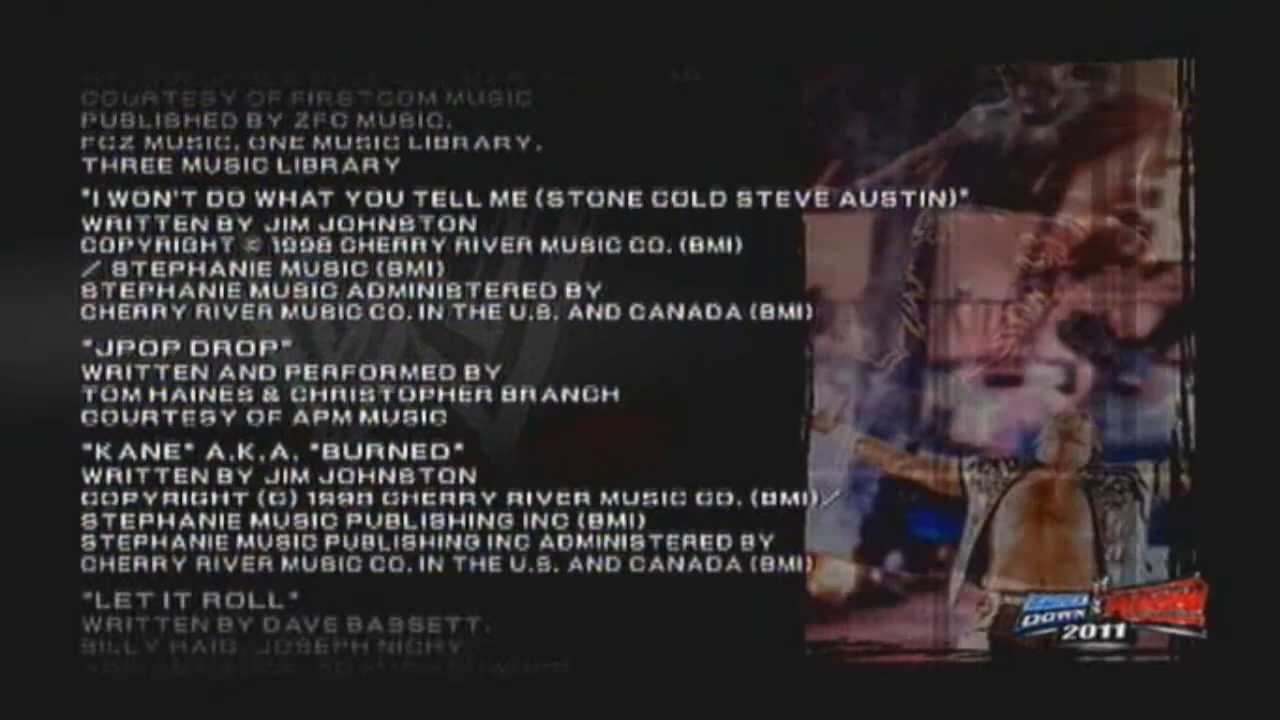 COURTESY OF FIRSTCOM MUSIC
PUBLISHED BY ZFC MUSIC,
FCZ MUSIC, ONE MUSIC LIBRARY,
THREE MUSIC LIBRARY
"I WON'T DO WHAT YOU TELL ME (STONE COLD STEVE AUSTIN)"
WRITTEN BY JIM JOHNSTON
COPYRIGHT © 1998 CHERRY RIVER MUSIC CO. (BMI)
/ STEPHANIE MUSIC (BMI)
STEPHANIE MUSIC ADMINISTERED BY
CHERRY RIVER MUSIC CO. IN THE U.S. AND CANADA (BMI)
"JPOP DROP"
WRITTEN AND PERFORMED BY
TOM HAINES & CHRISTOPHER BRANCH
COURTESY OF APM MUSIC
"KANE" A.K.A. "BURNED"
WRITTEN BY JIM JOHNSTON
COPYRIGHT (C) 1998 CHERRY RIVER MUSIC CO. (BMI)/
STEPHANIE MUSIC PUBLISHING INC (BMI)
STEPHANIE MUSIC PUBLISHING INC ADMINISTERED BY
CHERRY RIVER MUSIC CO. IN THE U.S. AND CANADA (BMI)
"LET IT ROLL"
WRITTEN BY DAVE BASSETT,
JOSEPH
DOWN
2011